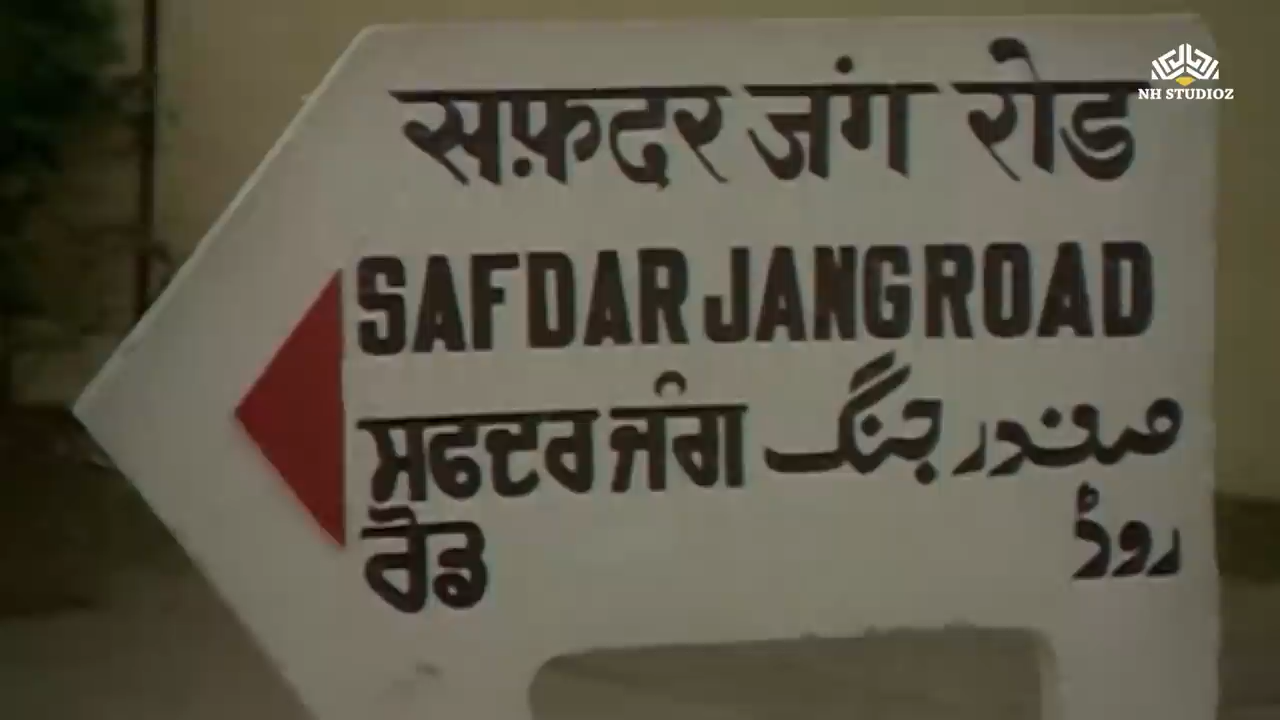 सफ़दर जंग रोड
NH STUDIOZ
SAFDAR JANG ROAD
ਸਫਦਰ ਜੰਗ صفدر جنگ
ਰੋਡ روڈ